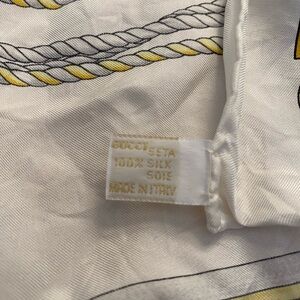 GUCCI SETA
100% SILK
SOIE
MADE IN ITALY